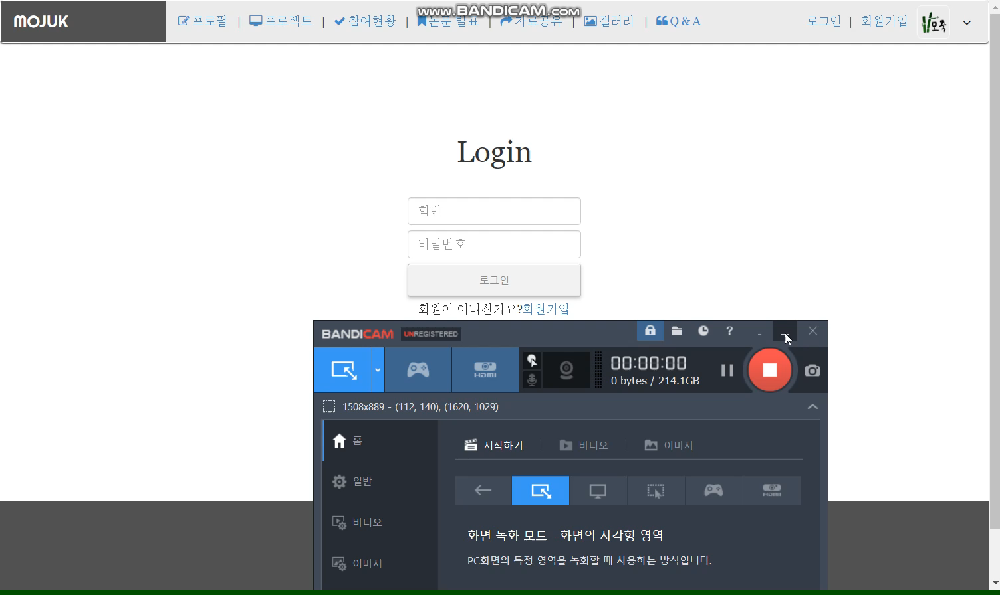 MOJUK
프로필 | 프로젝트 | 참여현황 | 논문 발표 | 자료공유 | 갤러리 | Q & A
www.BANDICAM.com
로그인 | 회원가입
모죽
Login
학번
비밀번호
로그인
회원이 아니신가요?회원가입
BANDICAM UNREGISTERED
?
HDMI
00:00:00
0 bytes / 214.1GB
1508x889 - (112, 140), (1620, 1029)
홈
일반
비디오
이미지
시작하기 | 비디오 | 이미지
HDMI
화면 녹화 모드 - 화면의 사각형 영역
PC화면의 특정 영역을 녹화할 때 사용하는 방식입니다.